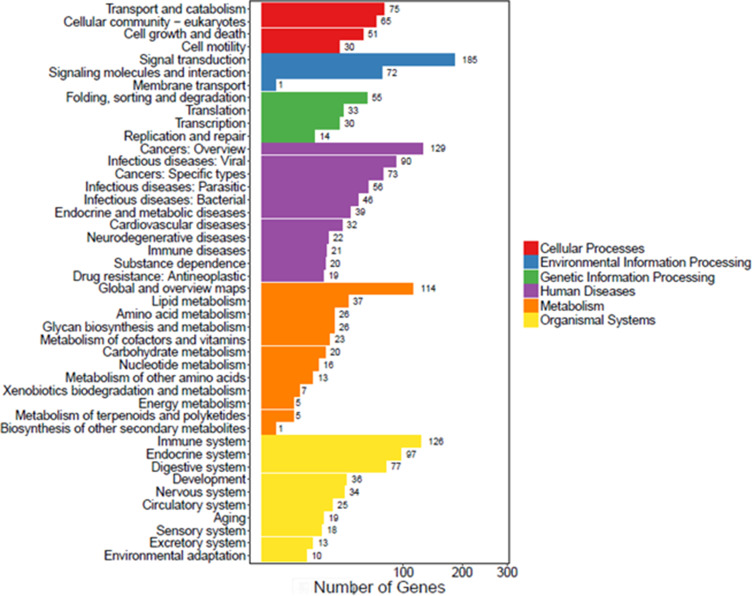 Transport and catabolism 75
Cellular community − eukaryotes 65
Cell growth and death 51
Cell motility 30
Signal transduction 185
Signaling molecules and interaction 72
Membrane transport 1
Folding, sorting and degradation 55
Translation 33
Transcription 30
Replication and repair 14
Cancers: Overview 129
Infectious diseases: Viral 90
Cancers: Specific types 73
Infectious diseases: Parasitic 56
Infectious diseases: Bacterial 46
Endocrine and metabolic diseases 39
Cardiovascular diseases 32
Neurodegenerative diseases 22
Immune diseases 21
Substance dependence 20
Drug resistance: Antineoplastic 19
Global and overview maps 114
Lipid metabolism 37
Amino acid metabolism 26
Glycan biosynthesis and metabolism 26
Metabolism of cofactors and vitamins 23
Carbohydrate metabolism 20
Nucleotide metabolism 16
Metabolism of other amino acids 13
Xenobiotics biodegradation and metabolism 7
Energy metabolism 5
Metabolism of terpenoids and polyketides 5
Biosynthesis of other secondary metabolites 1
Immune system 126
Endocrine system 97
Digestive system 77
Development 36
Nervous system 34
Circulatory system 25
Aging 19
Sensory system 18
Excretory system 13
Environmental adaptation 10
100 200 300
Number of Genes
Cellular Processes
Environmental Information Processing
Genetic Information Processing
Human Diseases
Metabolism
Organismal Systems